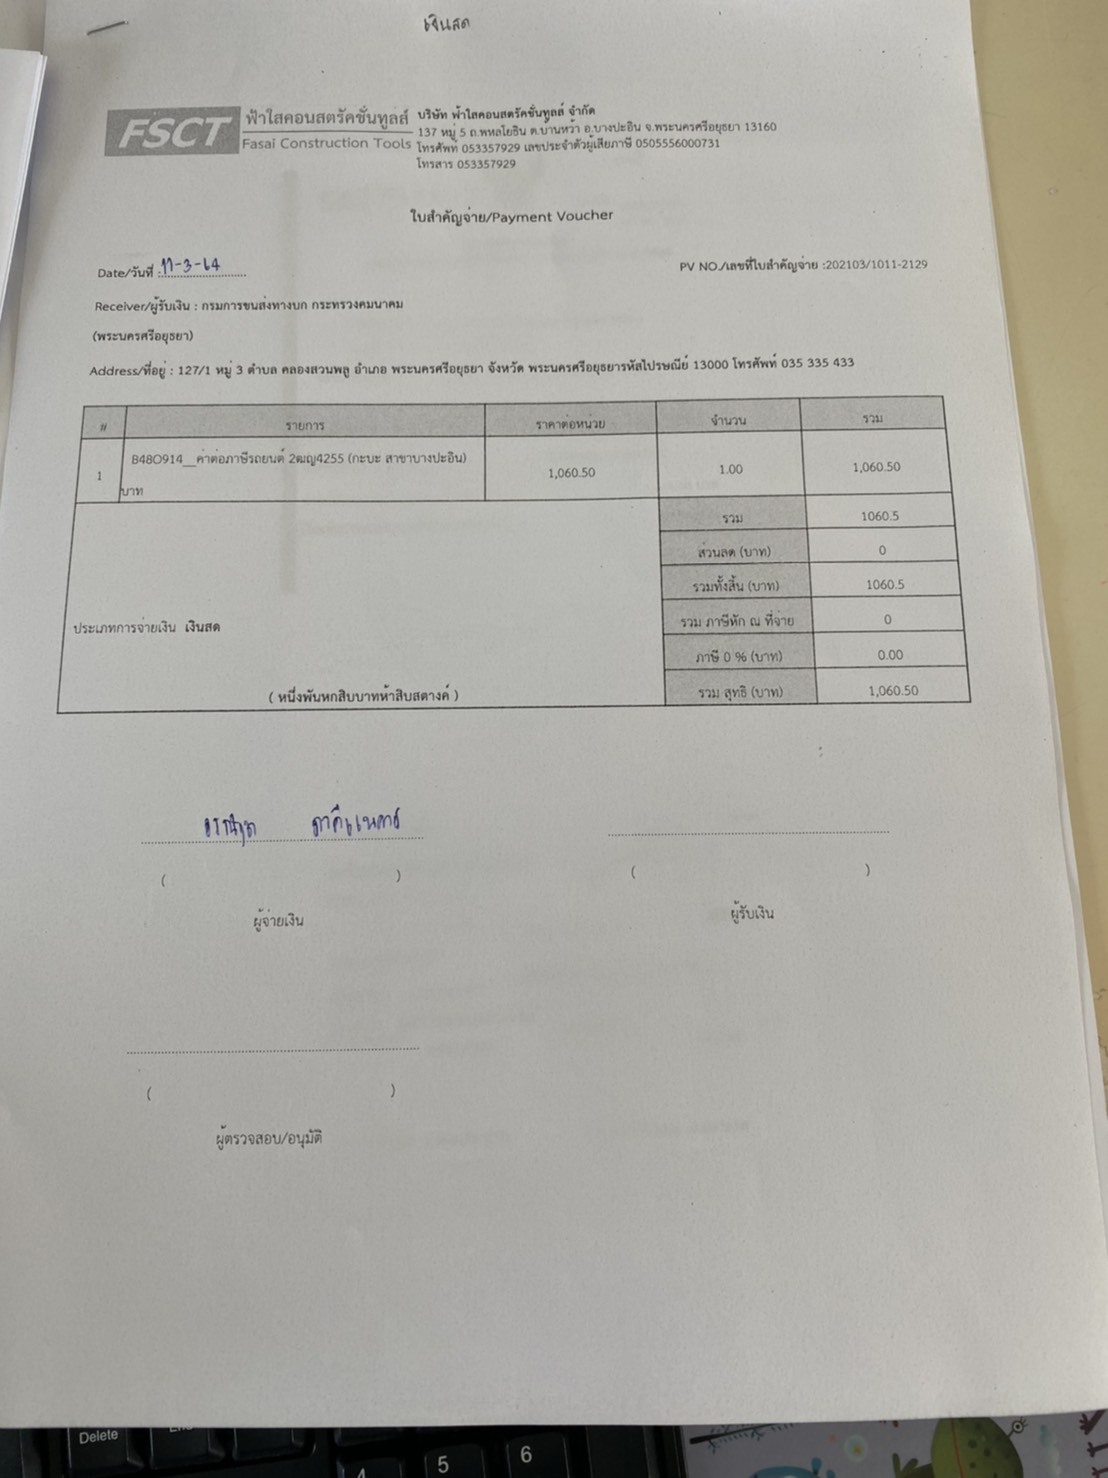 เงินสด
FSCT ฟ้าใสคอนสตรัคชั่นทูลส์
Fasai Construction Tools
บริษัท ฟ้าใสคอนสตรัคชั่นทูลส์ จำกัด
137 หมู่ 5 ถ.พหลโยธิน ต.บ้านหว้า อ.บางปะอิน จ.พระนครศรีอยุธยา 13160
โทรศัพท์ 053357929 เลขประจำตัวผู้เสียภาษี 0505556000731
โทรสาร 053357929
ใบสำคัญจ่าย/Payment Voucher
Date/วันที่ :17-3-64
PV NO./เลขที่ใบสำคัญจ่าย :202103/1011-2129
Receiver/ผู้รับเงิน : กรมการขนส่งทางบก กระทรวงคมนาคม
(พระนครศรีอยุธยา)
Address/ที่อยู่ : 127/1 หมู่ 3 ตำบล คลองสวนพลู อำเภอ พระนครศรีอยุธยา จังหวัด พระนครศรีอยุธยารหัสไปรษณีย์ 13000 โทรศัพท์ 035 335 433
# รายการ ราคาต่อหน่วย จำนวน รวม
1 B480914__ค่าต่อภาษีรถยนต์ 2ฒญ4255 (กะบะ สาขาบางปะอิน) 1,060.50 1.00 1,060.50
บาท
รวม 1060.5
ส่วนลด (บาท) 0
รวมทั้งสิ้น (บาท) 1060.5
รวม ภาษีหัก ณ ที่จ่าย 0
ประเภทการจ่ายเงิน เงินสด
ภาษี 0 % (บาท) 0.00
( หนึ่งพันหกสิบบาทห้าสิบสตางค์ )
รวม สุทธิ (บาท) 1,060.50
( )
( )
ผู้จ่ายเงิน
ผู้รับเงิน
( )
ผู้ตรวจสอบ/อนุมัติ
Delete
4 5 6